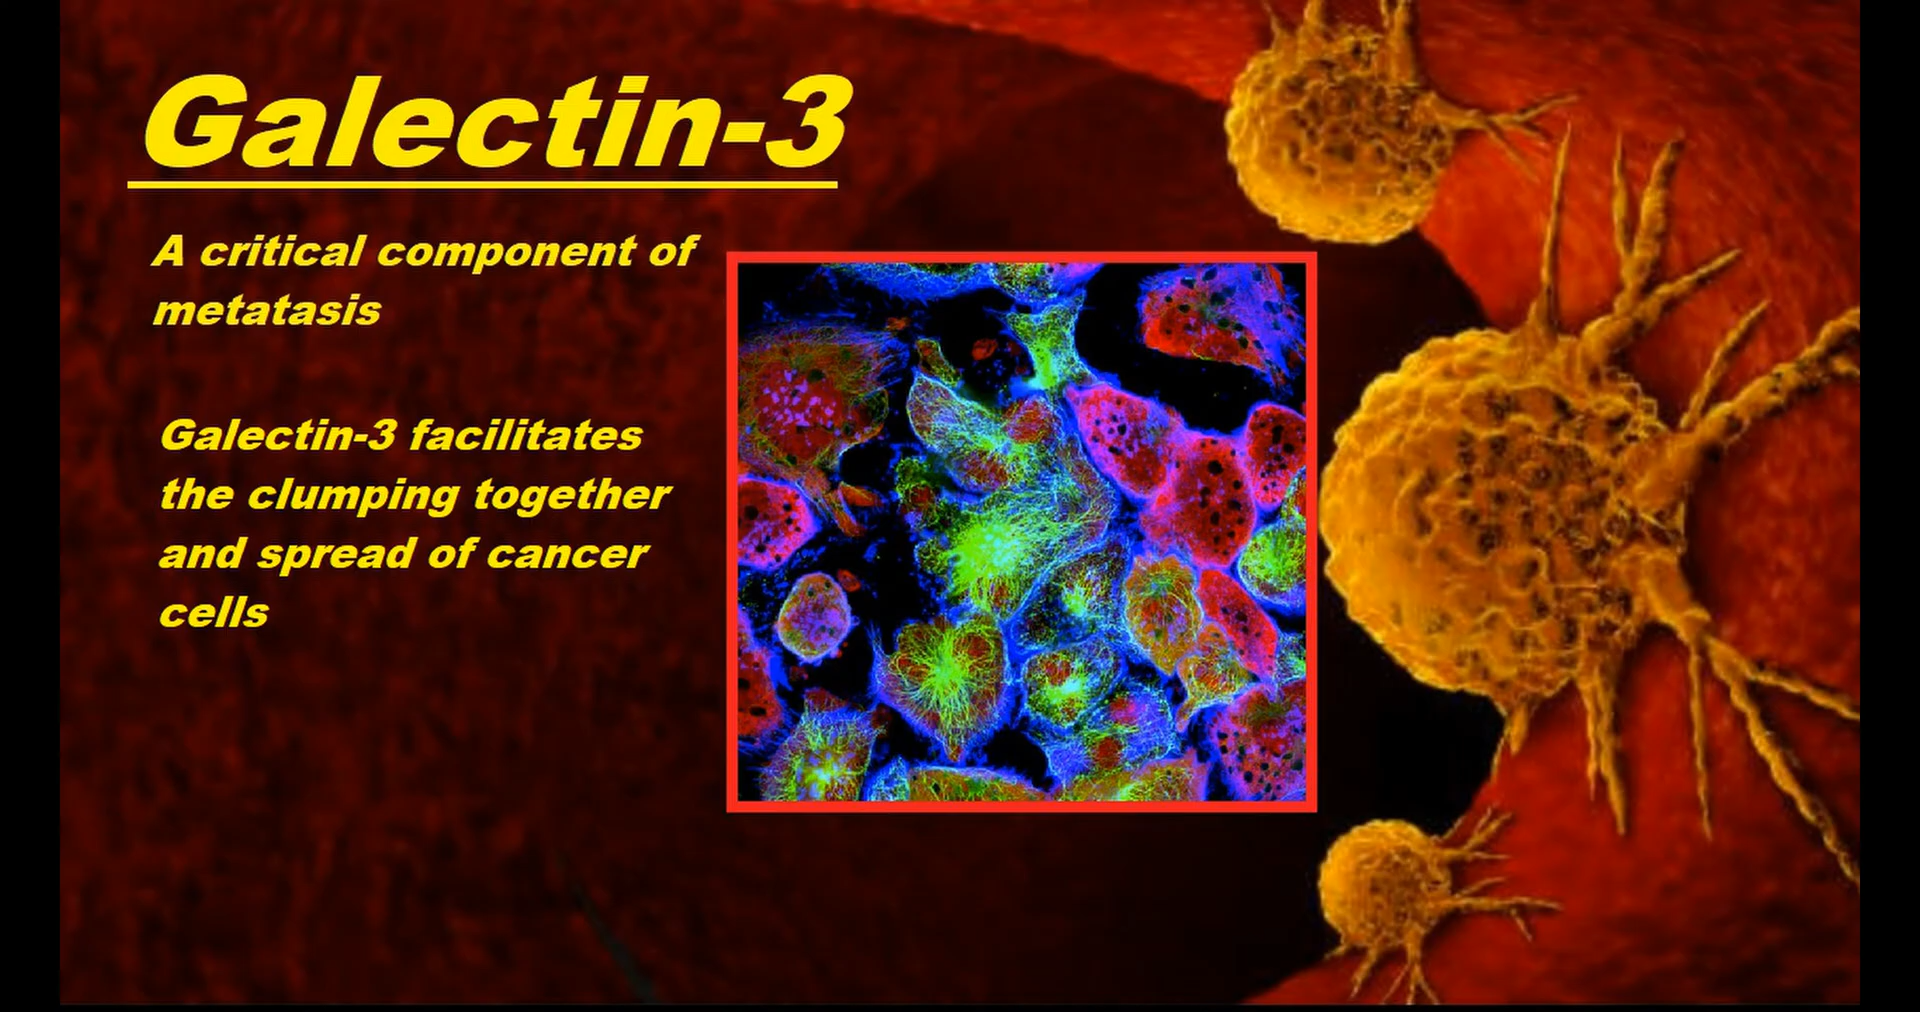 Galectin-3
A critical component of
metatasis
Galectin-3 facilitates
the clumping together
and spread of cancer
cells